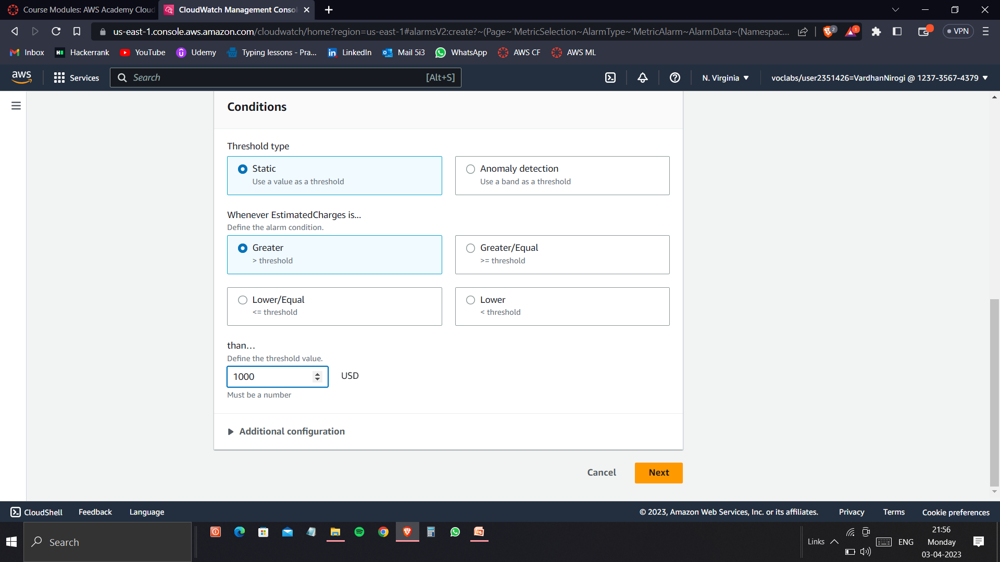 Course Modules: AWS Academy Cloud
CloudWatch Management Consol
us-east-1.console.aws.amazon.com/cloudwatch/home?region=us-east-1#alarmsV2:create?~(Page~'MetricSelection~AlarmType~'MetricAlarm~AlarmData~(Namespac...
2
1
VPN
Inbox
Hackerrank
YouTube
Udemy
Typing lessons - Pra...
LinkedIn
Mail 5i3
WhatsApp
AWS CF
AWS ML
aws
Services
Search
[Alt+S]
N. Virginia
voclabs/user2351426=VardhanNirogi @ 1237-3567-4379
Conditions
Threshold type
Static
Use a value as a threshold
Anomaly detection
Use a band as a threshold
Whenever EstimatedCharges is...
Define the alarm condition.
Greater
> threshold
Greater/Equal
>= threshold
Lower/Equal
<= threshold
Lower
< threshold
than...
Define the threshold value.
1000
USD
Must be a number
Additional configuration
Cancel
Next
CloudShell
Feedback
Language
© 2023, Amazon Web Services, Inc. or its affiliates.
Privacy
Terms
Cookie preferences
Search
Links
ENG
21:56
Monday
03-04-2023